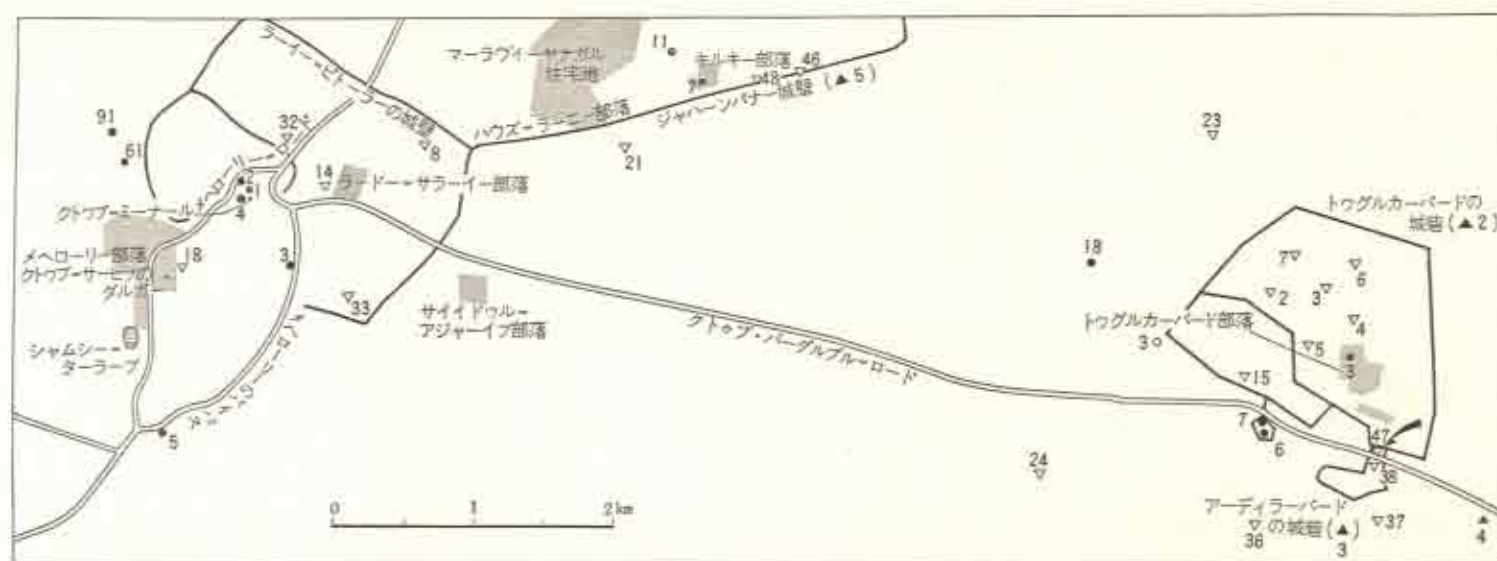 マーラヴィーヤナガル
住宅地
11
キルキー部落
46
48
ジャハーンパナー城壁 (▲5)
ハウズ=ラーニー部落
ラーイ=ピトーラーの城壁
8
21
23
91
61
32
14
ラードー=サラーイー部落
2
1
4
クトゥブ=ミーナール
メヘローリー部落
18
クトゥブ=サーヒブの
ダルガー
シャムシー=
ターラーブ
3
33
サイイドゥル=
アジャーイブ部落
5
クトゥブ・バーダルプル=ロード
18
トゥグルカーバードの
城砦 (▲2)
7
6
2
3
4
トゥグルカーバード部落
3
5
3
15
7
6
47
38
24
アーディラーバード
の城砦 (▲)
36
3
37
4
0 1 2km